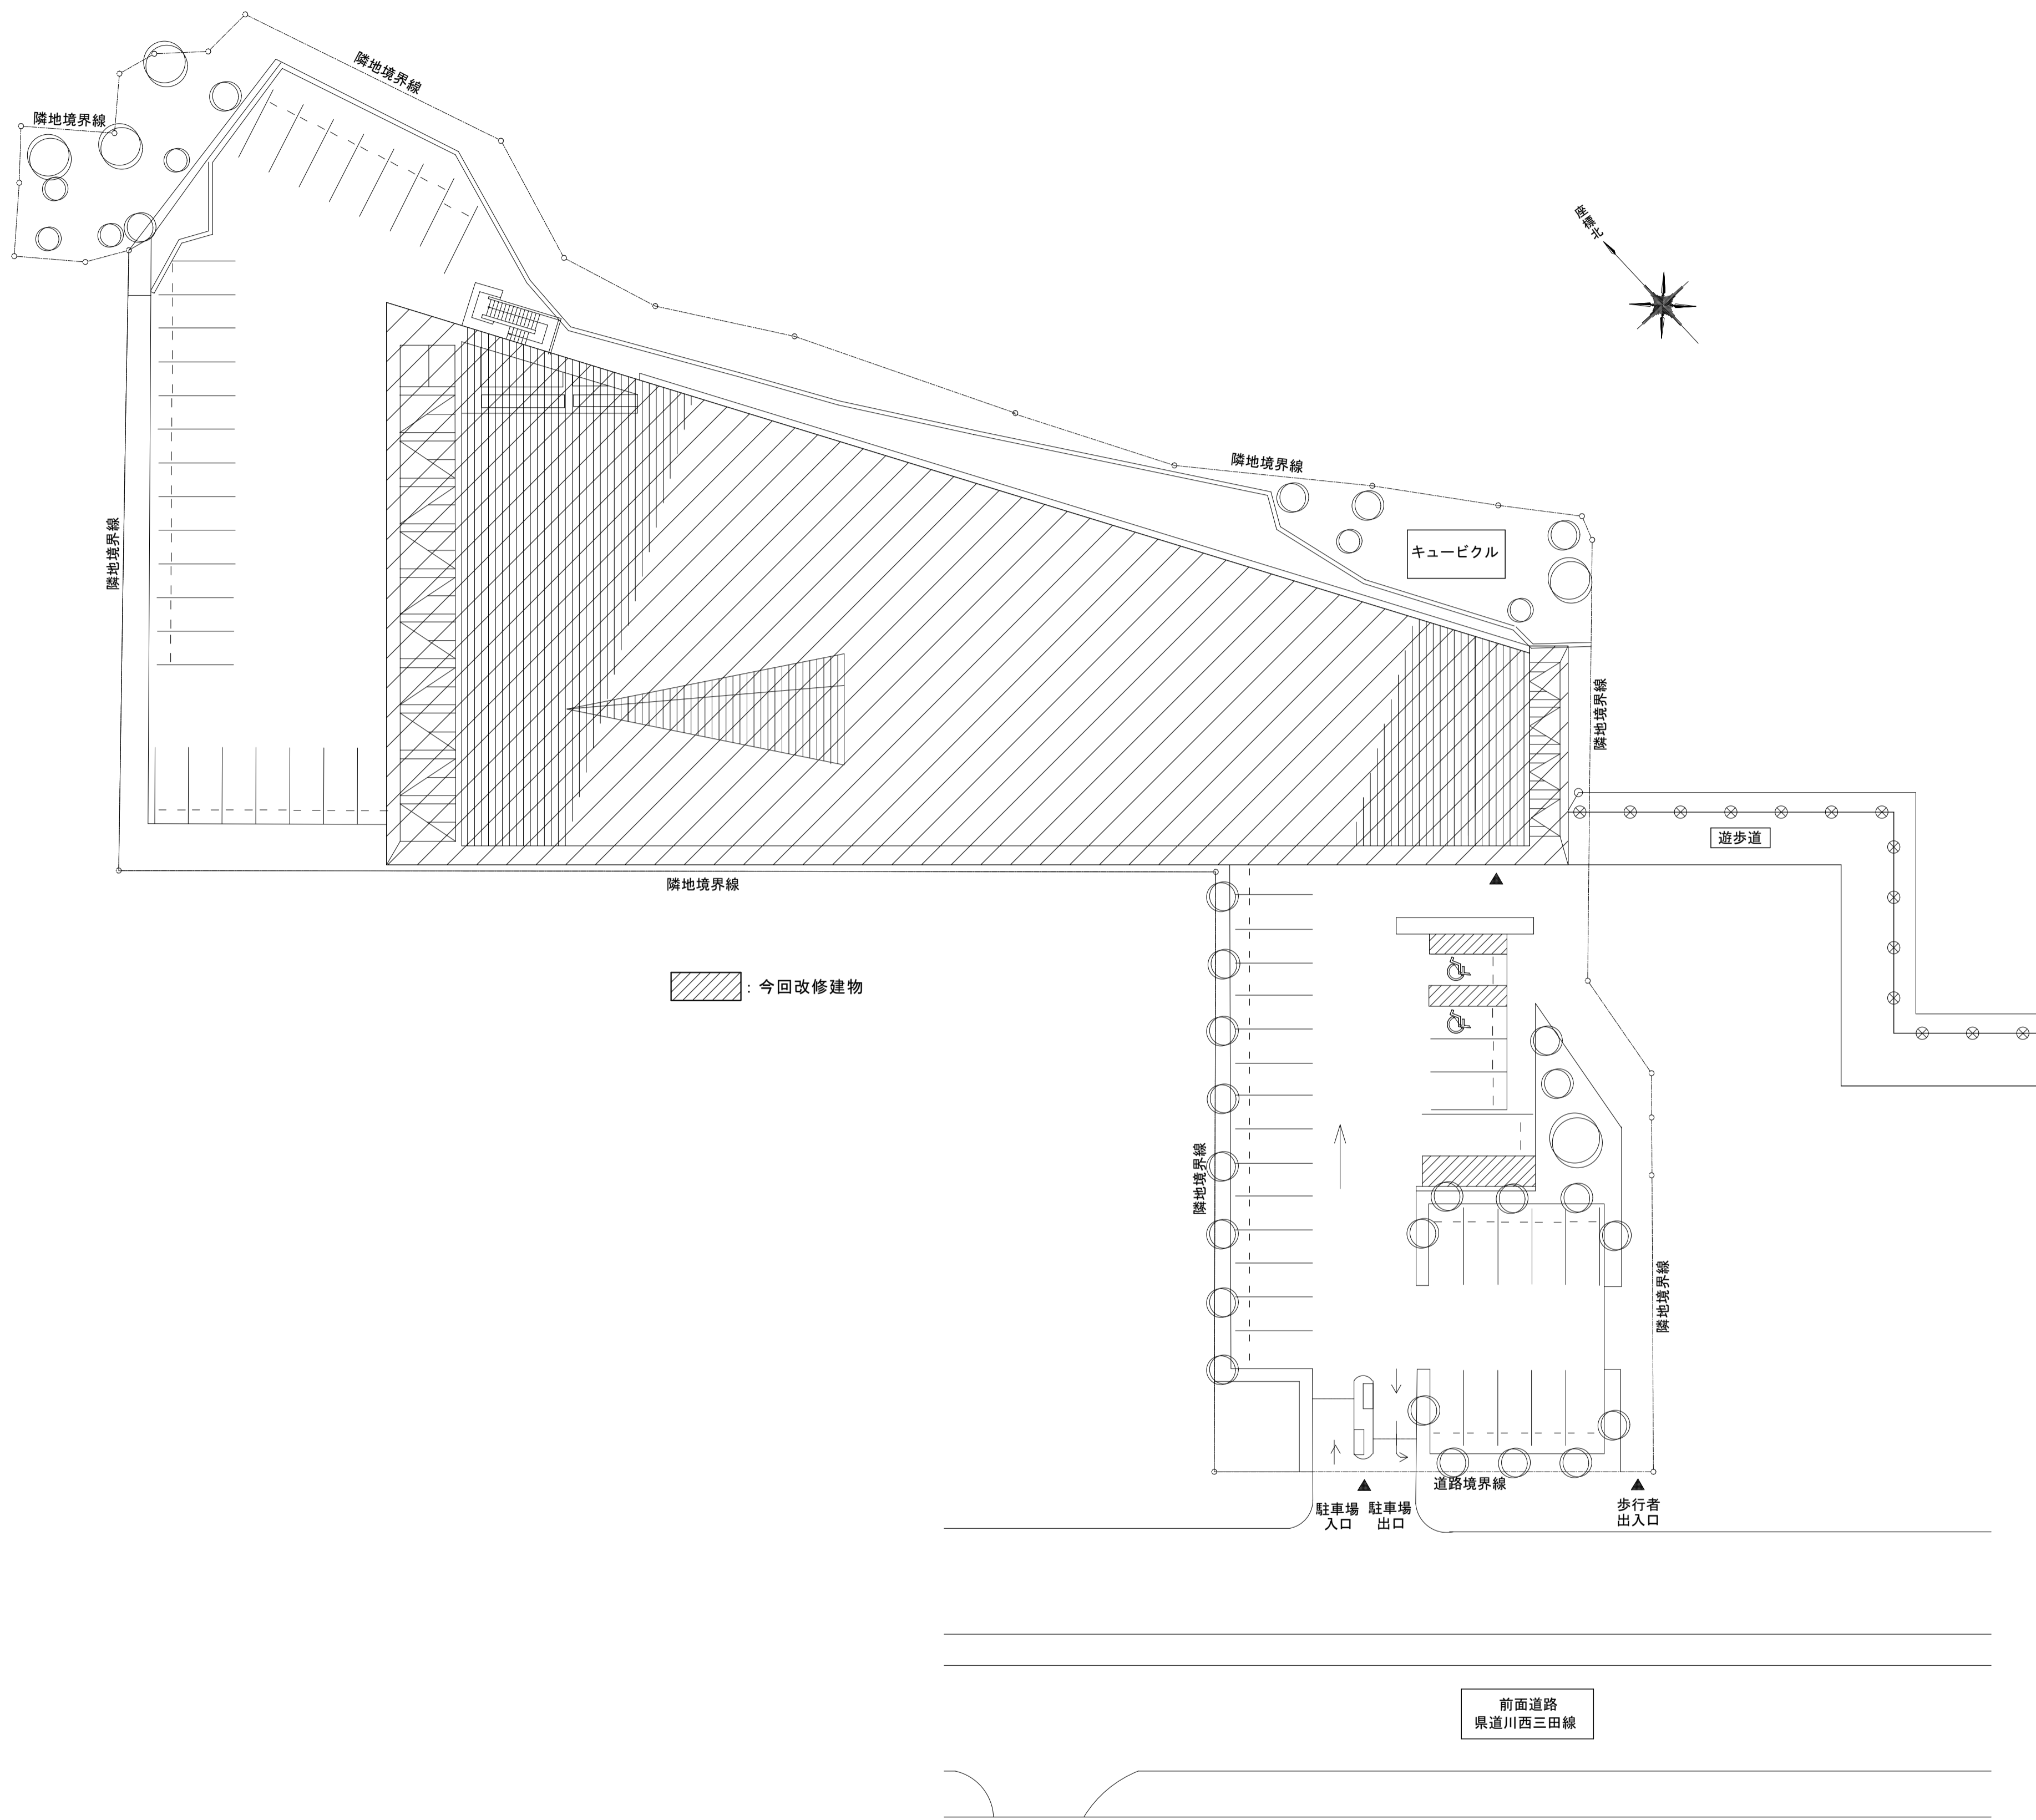 隣地境界線
隣地境界線
座標北
隣地境界線
キュービクル
隣地境界線
隣地境界線
遊歩道
隣地境界線
：今回改修建物
隣地境界線
隣地境界線
道路境界線
駐車場
入口
駐車場
出口
歩行者
出入口
前面道路
県道川西三田線